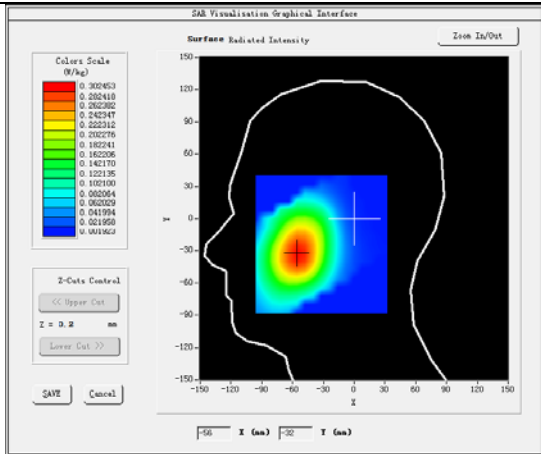 SAR Visualisation Graphical Interface
Surface Radiated Intensity
Zoom In/Out
Colors Scale
(W/kg)
0.302453
0.282418
0.262382
0.242347
0.222312
0.202276
0.182241
0.162206
0.142170
0.122135
0.102100
0.082064
0.062029
0.041994
0.021958
0.001923
150
90
60
30
0
-30
-60
-90
-120
-150
Y
-150 -120 -90 -60 -30 0 30 60 90 120 150
X
Z-Cuts Control
<< Upper Cut
Z = 0.2 mm
Lower Cut >>
SAVE Cancel
-56 X (mm) -32 Y (mm)